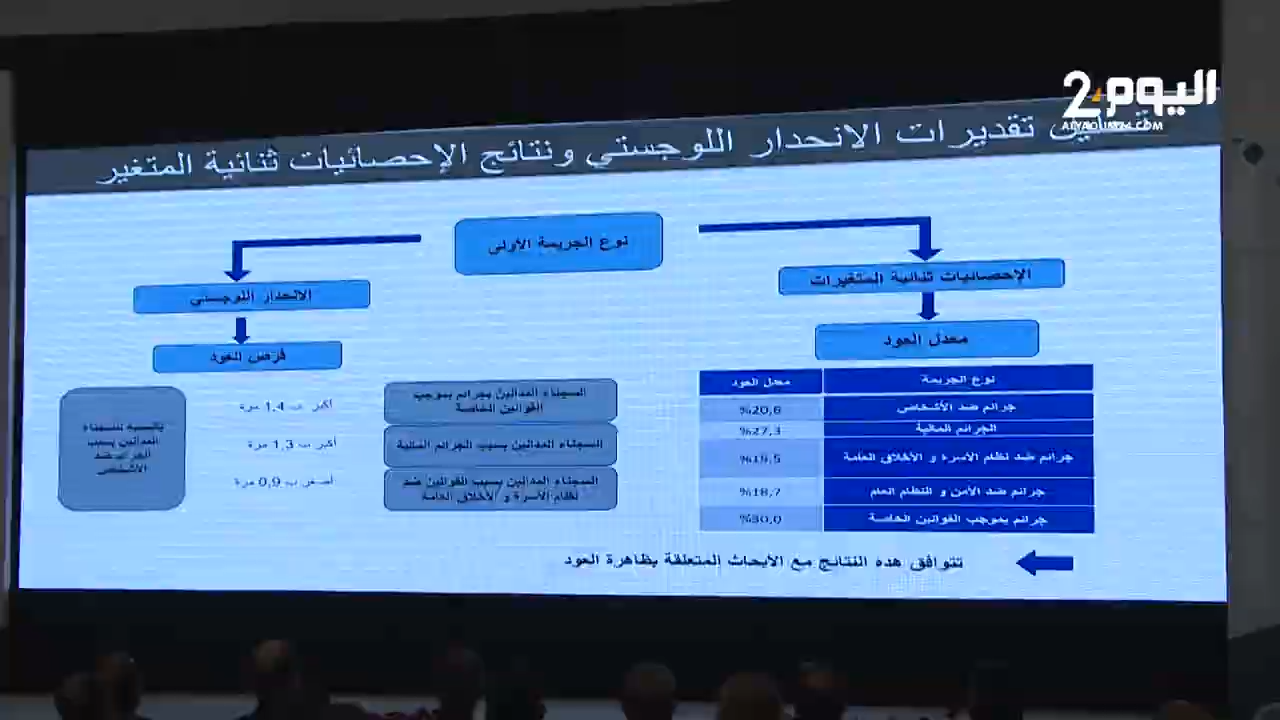 اليوم 24
ALYAOUM24.COM
تقديرات الانحدار اللوجستي ونتائج الإحصائيات ثنائية المتغير
نوع الجريمة الأولى
الإحصائيات ثنائية المتغيرات
معدل العود
نوع الجريمة معدل العود
جرائم ضد الأشخاص %20,6
الجرائم المالية %27,3
جرائم ضد نظام الأسرة و الأخلاق العامة %19,5
جرائم ضد الأمن و النظام العام %18,7
جرائم بموجب القوانين الخاصة %30,0
الانحدار اللوجستي
فرص العود
السجناء المدانين بجرائم بموجب
القوانين الخاصة
أكبر ب 1,4 مرة
السجناء المدانين بسبب الجرائم المالية
أكبر ب 1,3 مرة
السجناء المدانين بسبب القوانين ضد
نظام الأسرة و الأخلاق العامة
أصغر ب 0,9 مرة
بالنسبة للسجناء
المدانين بسبب
الجرائم ضد
الأشخاص
تتوافق هذه النتائج مع الأبحاث المتعلقة بظاهرة العود